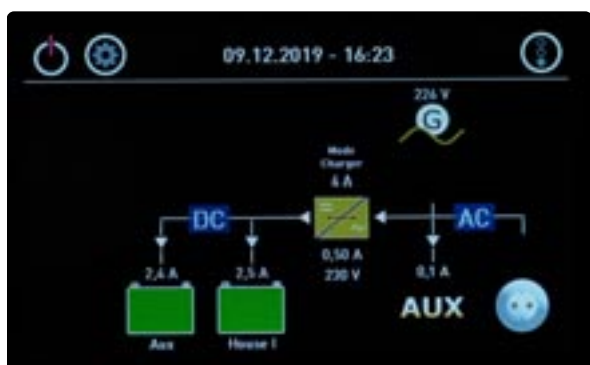 09.12.2019 - 16:23
226 V
G
Mode
Charger
4 A
DC
AC
0,50 A
230 V
2,4 A
2,5 A
0,1 A
AUX
Aux
House I